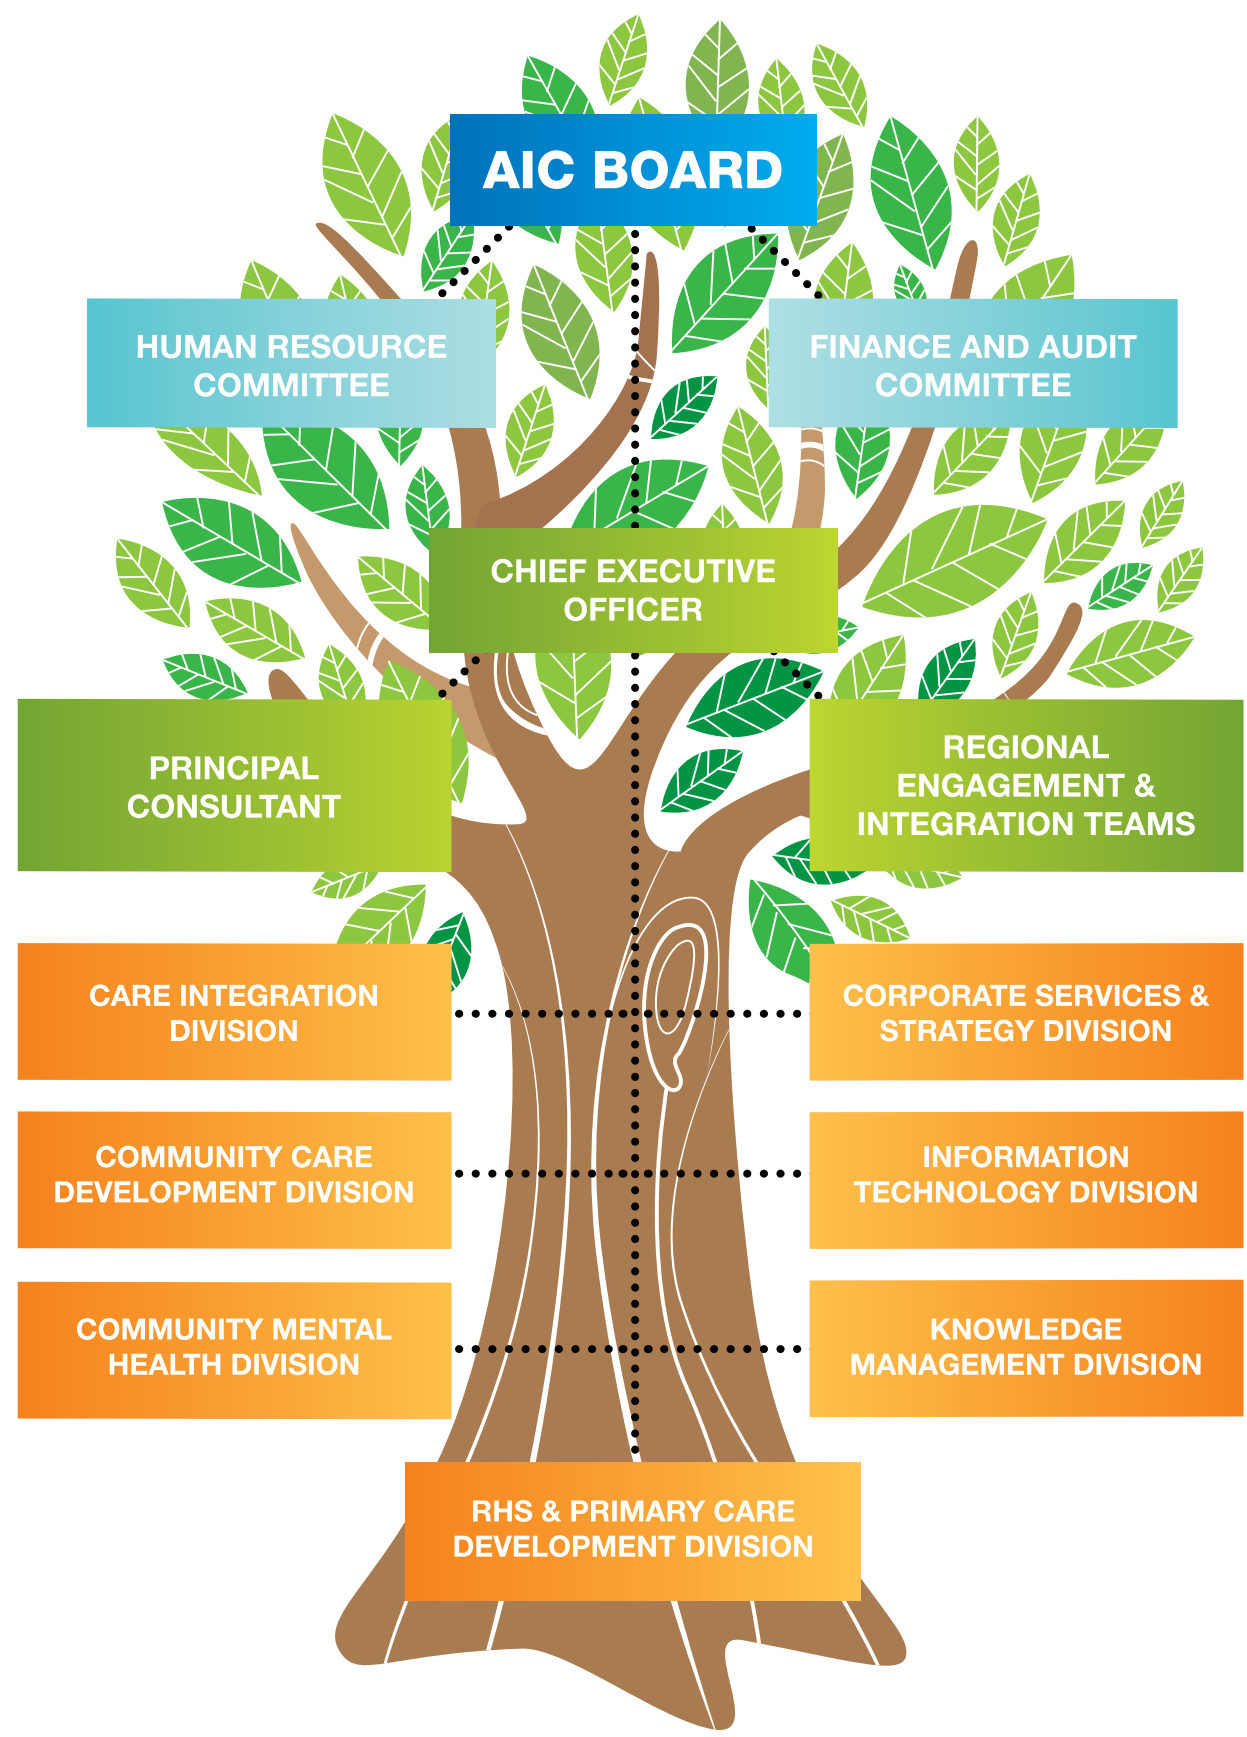 AIC BOARD
HUMAN RESOURCE
COMMITTEE
FINANCE AND AUDIT
COMMITTEE
CHIEF EXECUTIVE
OFFICER
PRINCIPAL
CONSULTANT
REGIONAL
ENGAGEMENT &
INTEGRATION TEAMS
CARE INTEGRATION
DIVISION
CORPORATE SERVICES &
STRATEGY DIVISION
COMMUNITY CARE
DEVELOPMENT DIVISION
INFORMATION
TECHNOLOGY DIVISION
COMMUNITY MENTAL
HEALTH DIVISION
KNOWLEDGE
MANAGEMENT DIVISION
RHS & PRIMARY CARE
DEVELOPMENT DIVISION